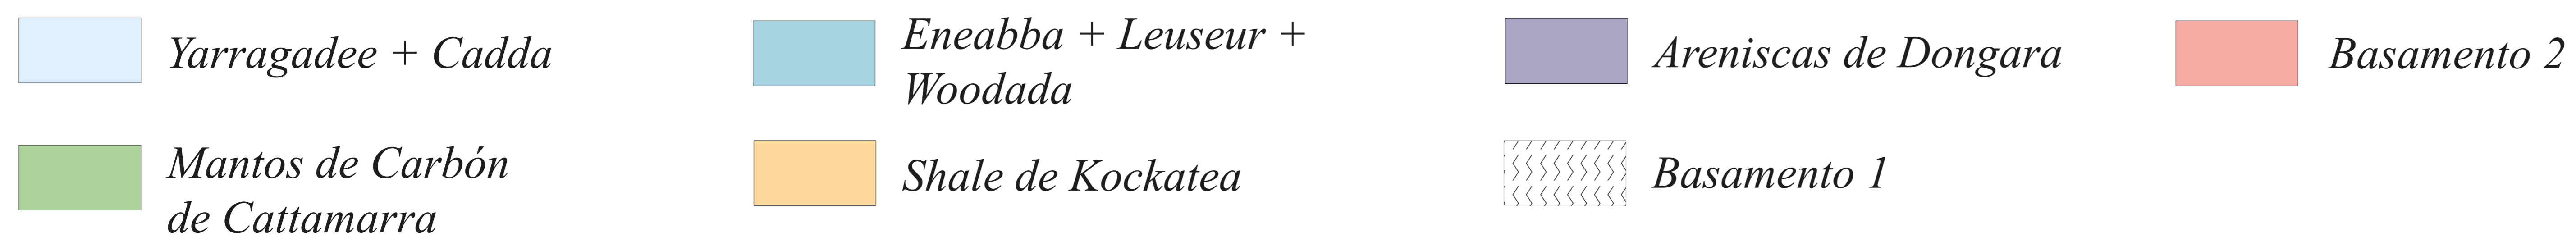 Yarragadee + Cadda
Mantos de Carbón
de Cattamarra
Eneabba + Leuseur +
Woodada
Shale de Kockatea
Areniscas de Dongara
Basamento 1
Basamento 2